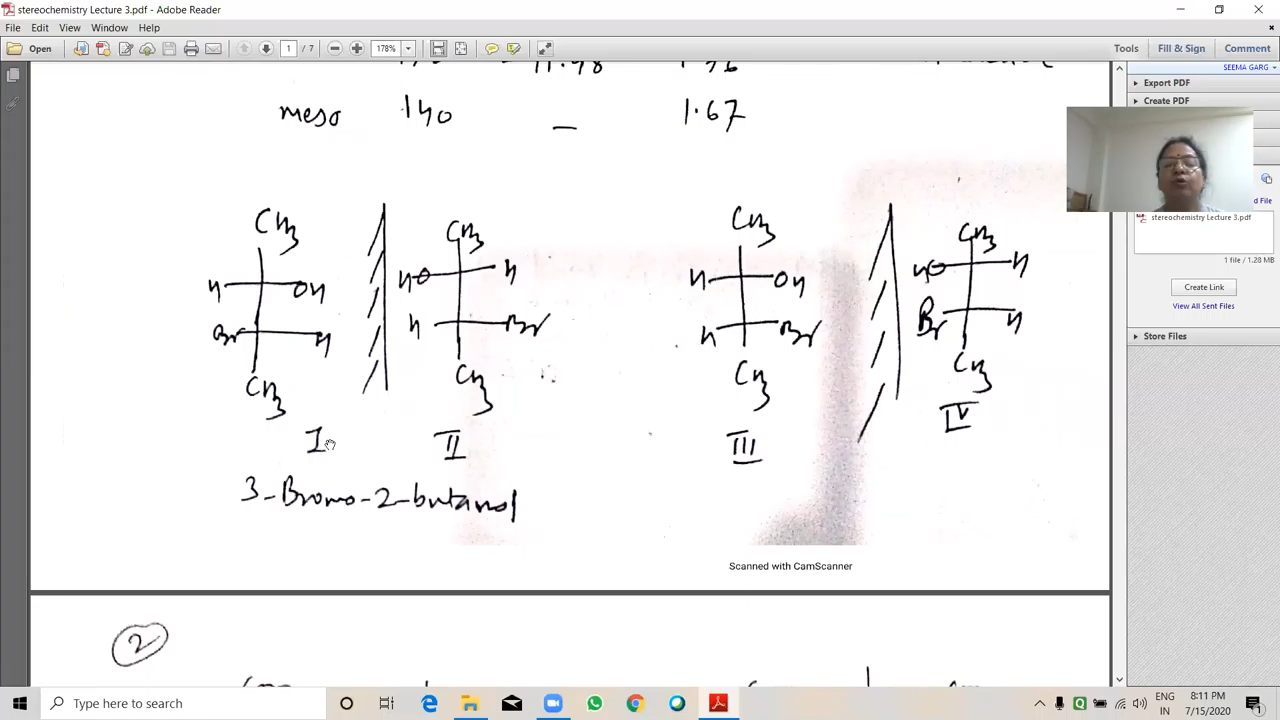 stereochemistry Lecture 3.pdf - Adobe Reader
File Edit View Window Help
Open 1 / 7 178% Tools Fill & Sign Comment
SEEMA GARG
Export PDF
Create PDF
meso 140 — 1.67
CH3 CH3 CH3 CH3
H OH HO H H OH HO H
Br H H Br H Br Br H
CH3 CH3 CH3 CH3
I II III IV
3-Bromo-2-butanol
Scanned with CamScanner
2
File
stereochemistry Lecture 3.pdf
1 file / 1.28 MB
Create Link
View All Sent Files
Store Files
Type here to search
ENG
IN
8:11 PM
7/15/2020